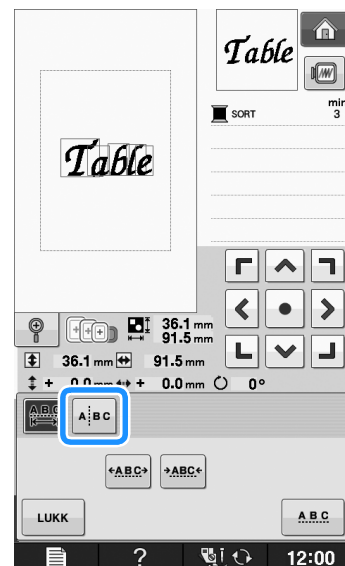 Table
SORT
min
3
Table
36.1 mm
91.5 mm
36.1 mm 91.5 mm
+ 0.0 mm + 0.0 mm 0°
ABC
A BC
ABC
ABC
LUKK
ABC
?
12:00